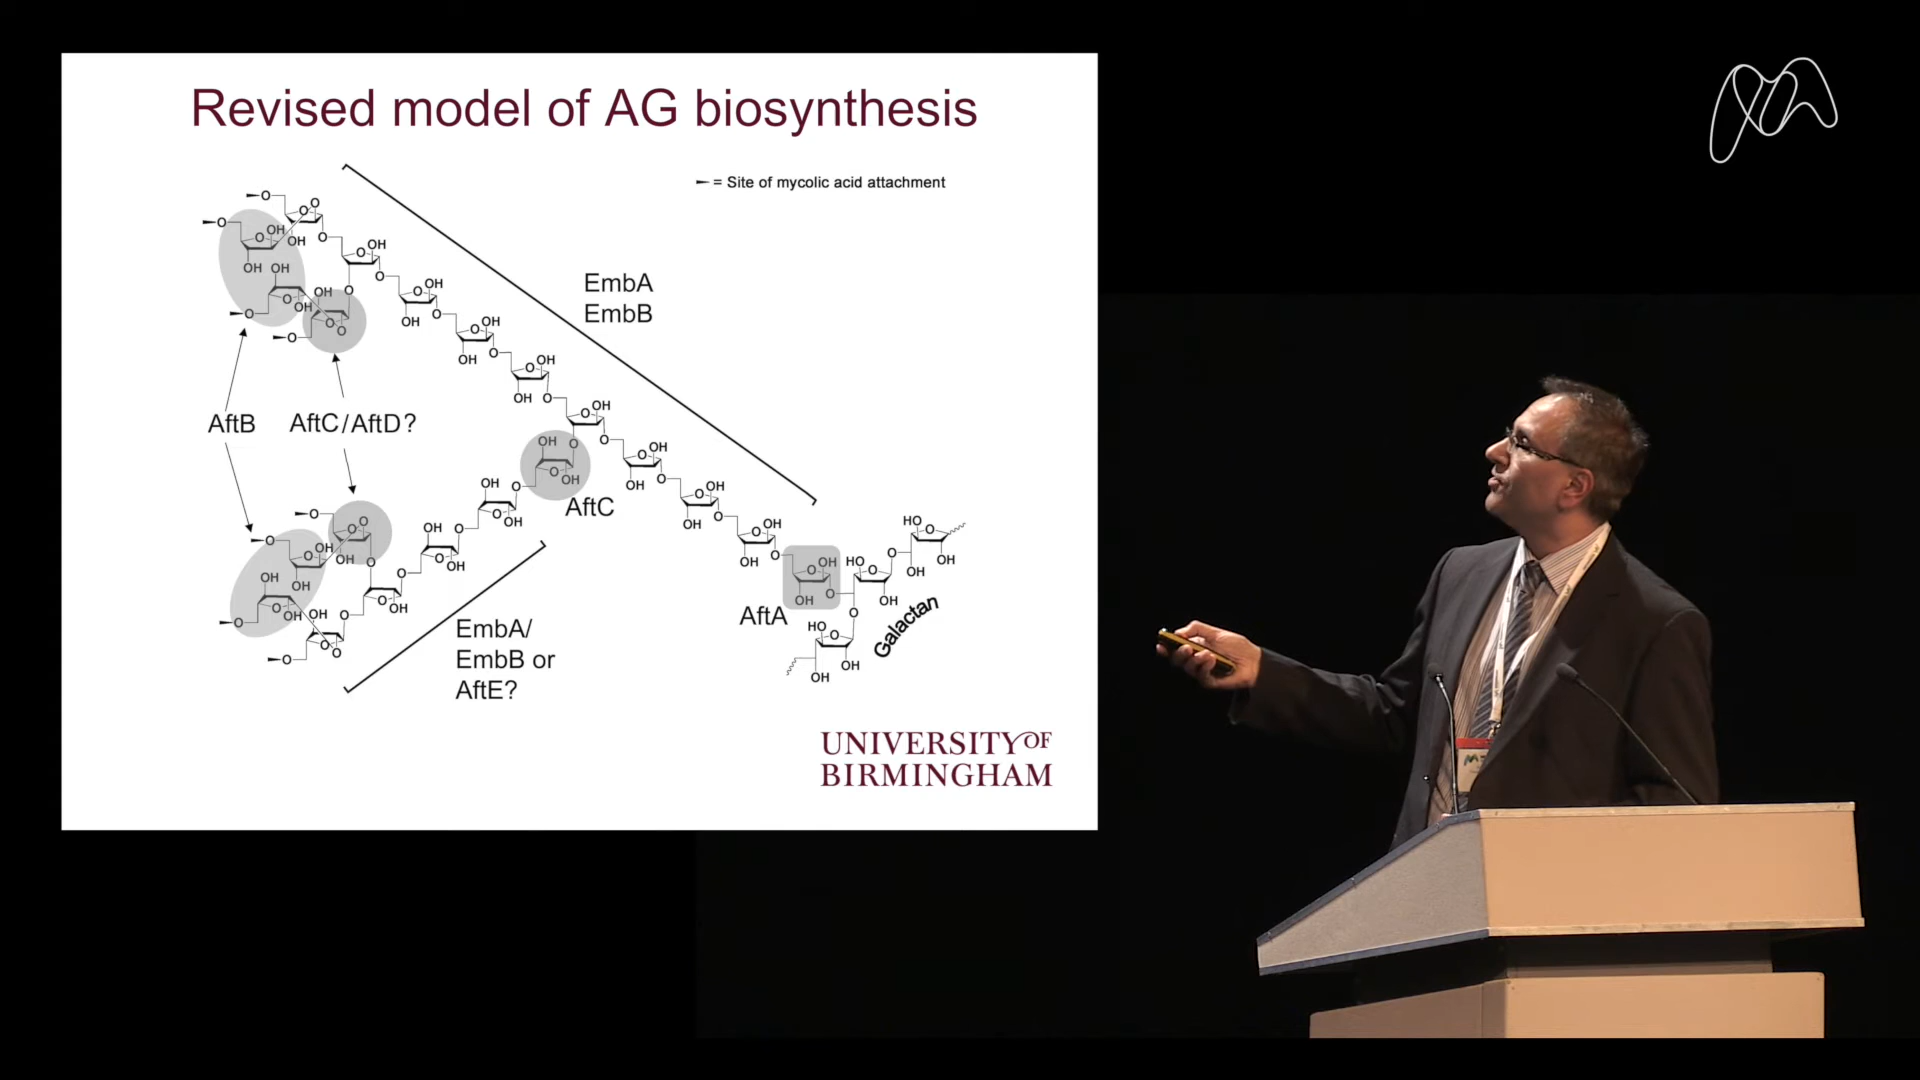 Revised model of AG biosynthesis
= Site of mycolic acid attachment
EmbA
EmbB
AftB
AftC/AftD?
AftC
AftA
Galactan
EmbA/
EmbB or
AftE?
UNIVERSITY OF
BIRMINGHAM